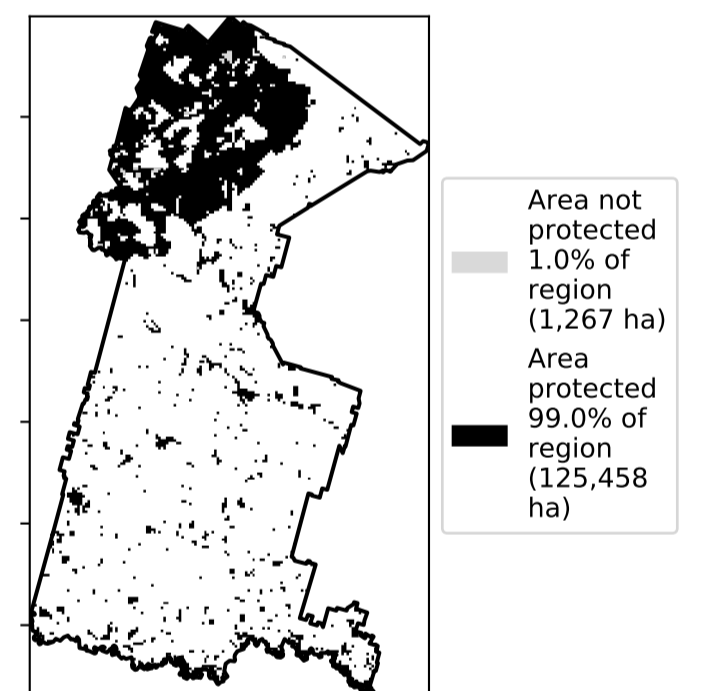 Area not
protected
1.0% of
region
(1,267 ha)
Area
protected
99.0% of
region
(125,458
ha)